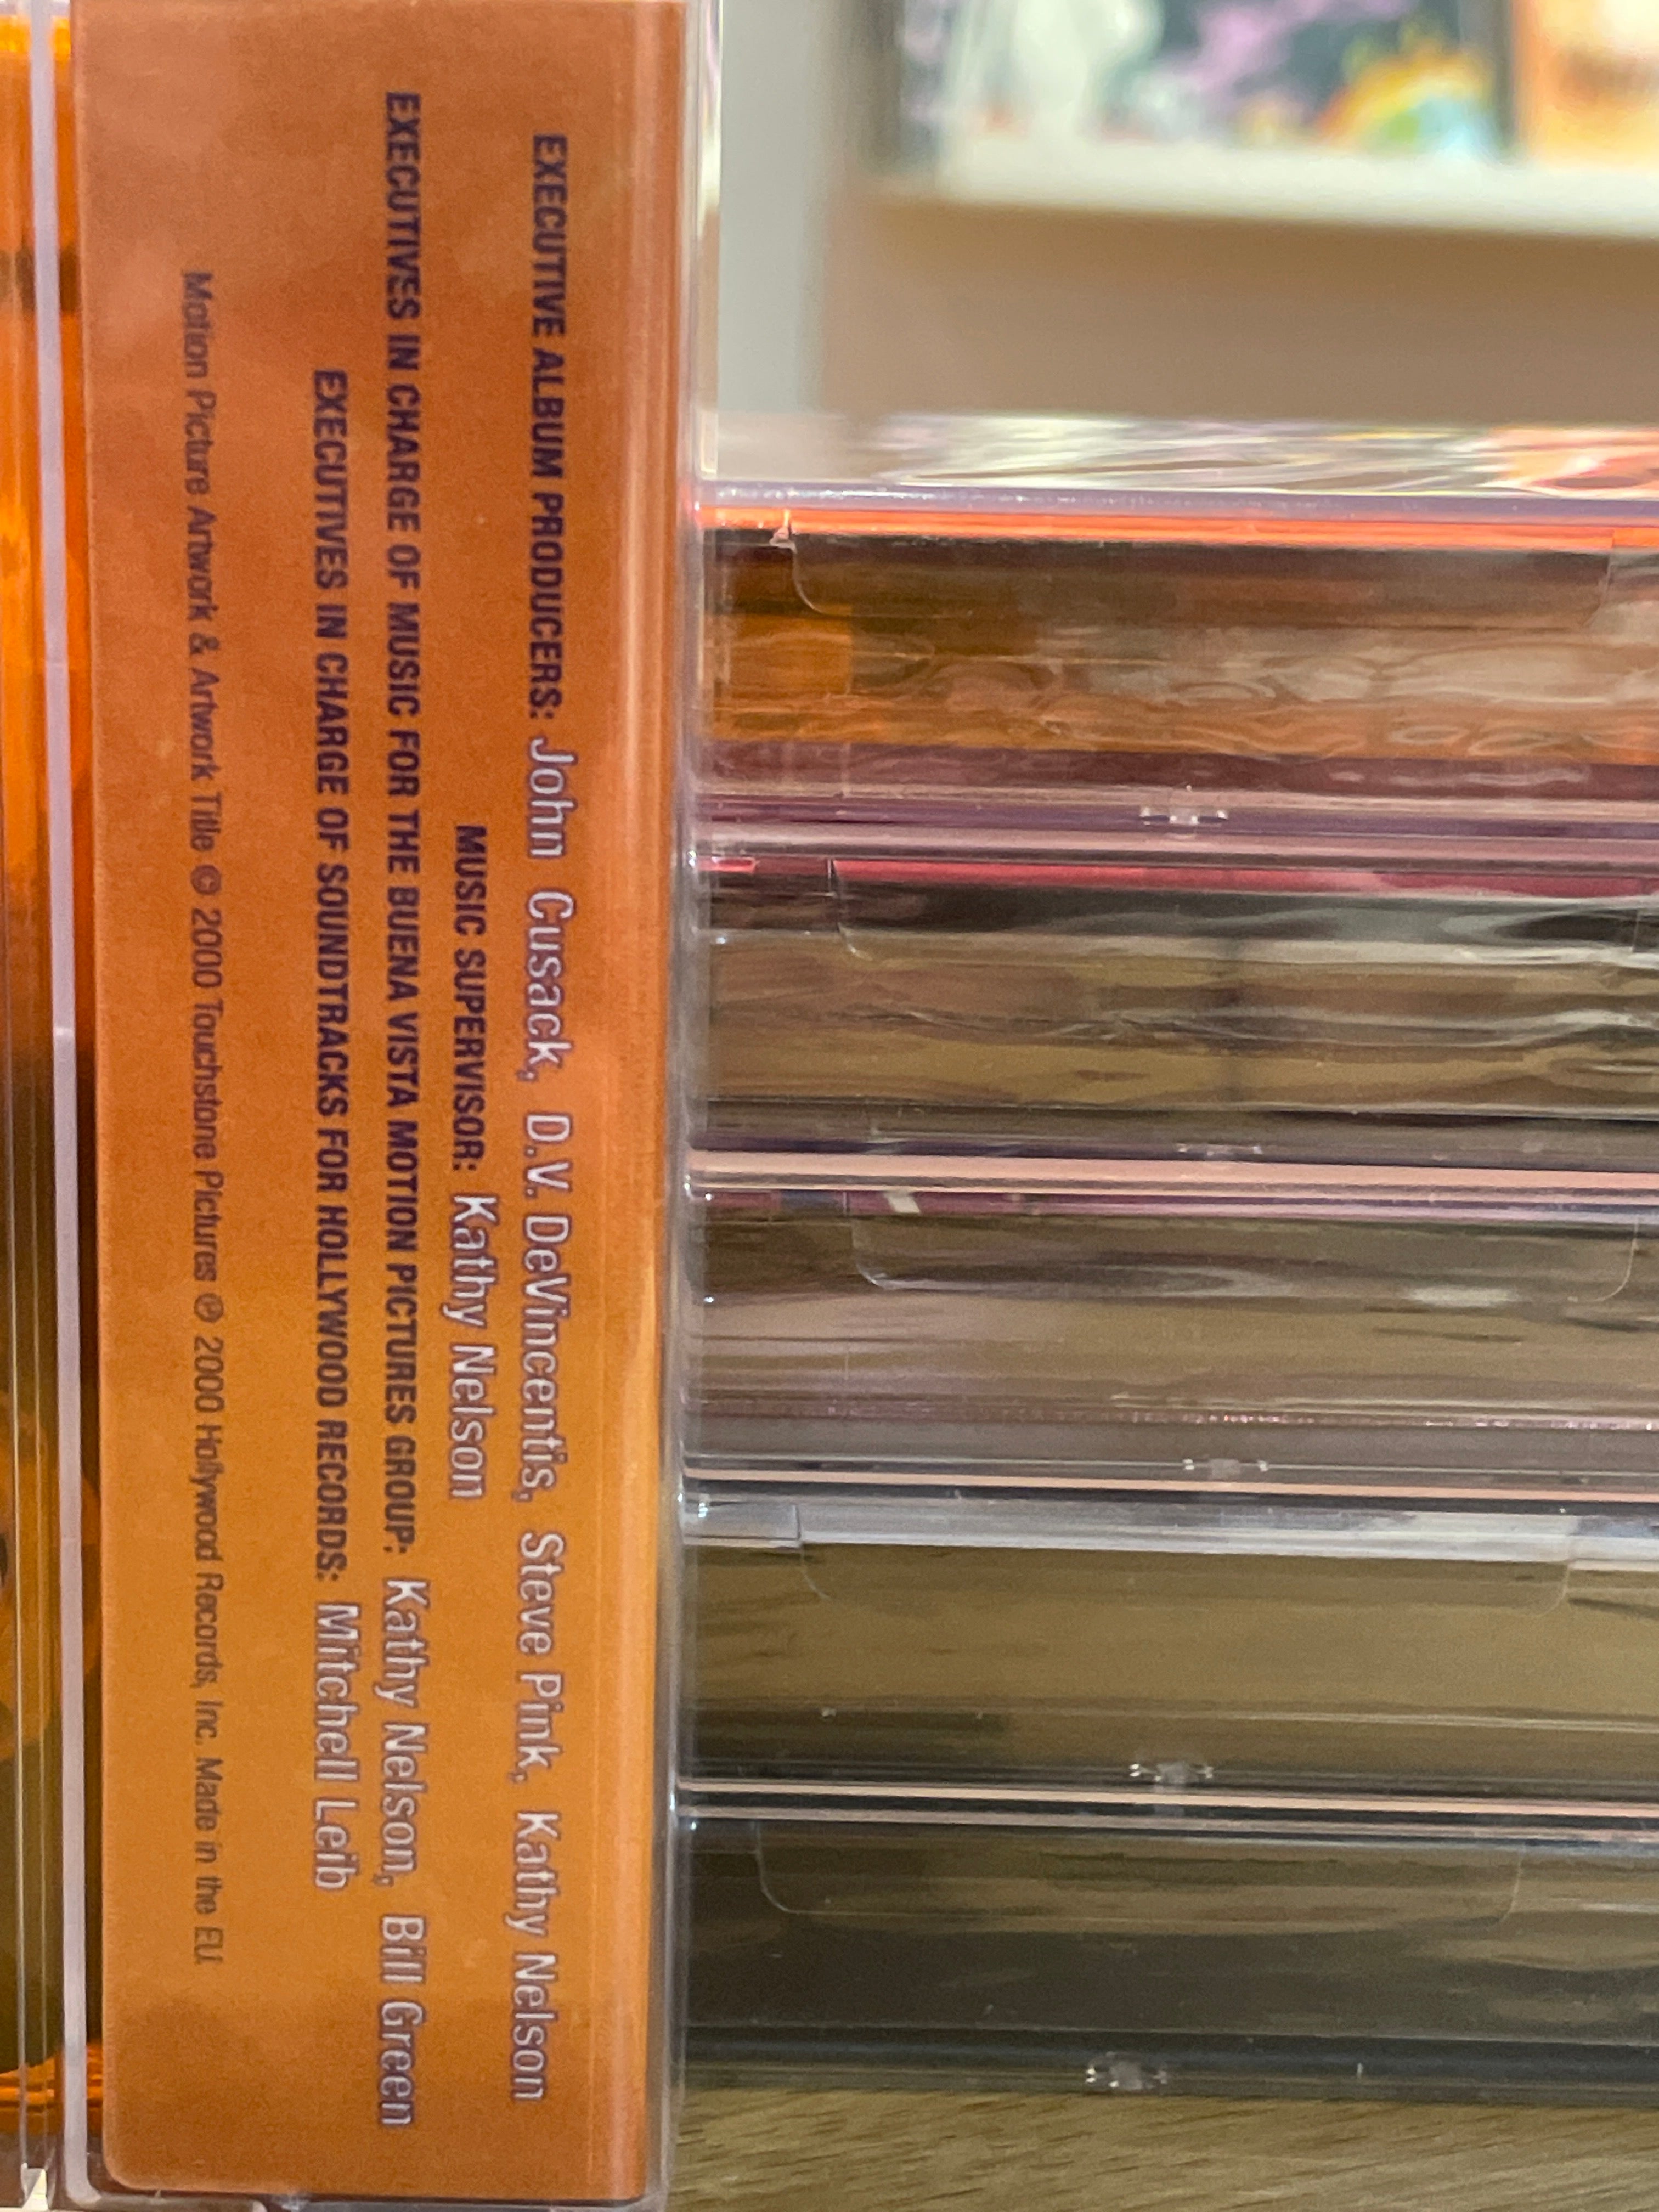 EXECUTIVE ALBUM PRODUCERS: John Cusack, D.V. DeVincentis, Steve Pink, Kathy Nelson
MUSIC SUPERVISOR: Kathy Nelson
EXECUTIVES IN CHARGE OF MUSIC FOR THE BUENA VISTA MOTION PICTURES GROUP: Kathy Nelson, Bill Green
EXECUTIVES IN CHARGE OF SOUNDTRACKS FOR HOLLYWOOD RECORDS: Mitchell Leib
Motion Picture Artwork & Artwork Title © 2000 Touchstone Pictures ℗ 2000 Hollywood Records, Inc. Made in the EU.